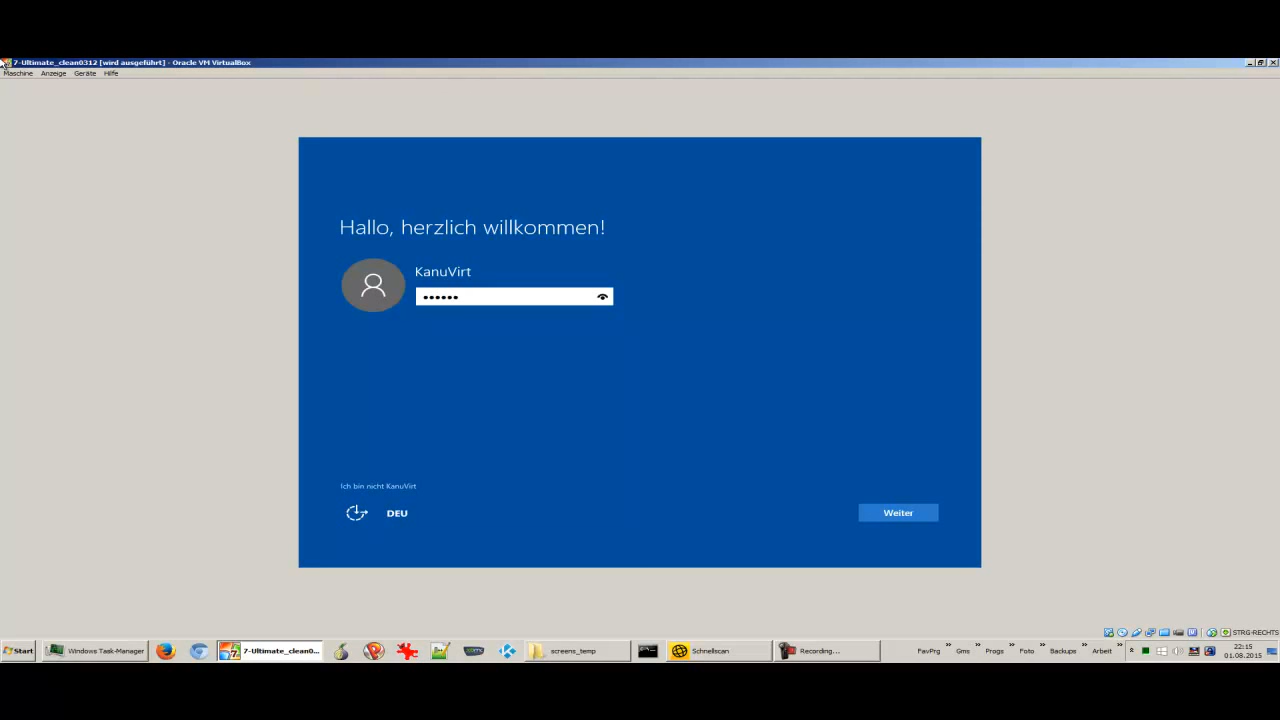 7-Ultimate_clean0312 [wird ausgeführt] - Oracle VM VirtualBox
Maschine Anzeige Geräte Hilfe
Hallo, herzlich willkommen!
KanuVirt
••••••
Ich bin nicht KanuVirt
DEU
Weiter
STRG-RECHTS
Start Windows Task-Manager 7-Ultimate_clean0... screens_temp Schnellscan Recording... FavPrg Gms Progs Foto Backups Arbeit 22:15
01.08.2015